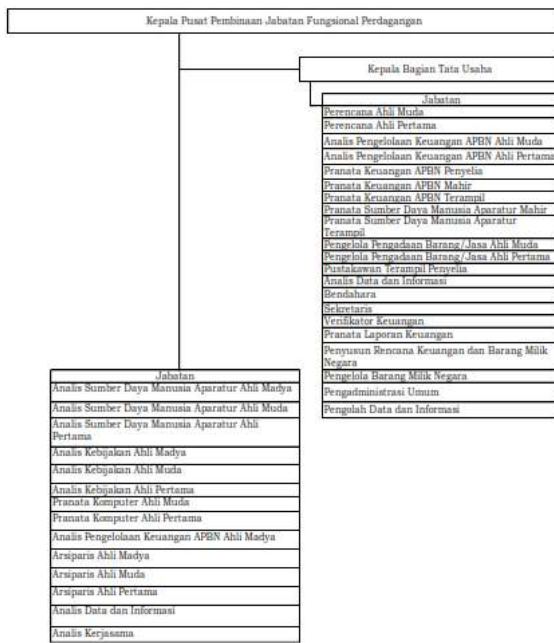 Kepala Pusat Pembinaan Jabatan Fungsional Perdagangan
Kepala Bagian Tata Usaha
Jabatan
Perencana Ahli Muda
Perencana Ahli Pertama
Analis Pengelolaan Keuangan APBN Ahli Muda
Analis Pengelolaan Keuangan APBN Ahli Pertama
Pranata Keuangan APBN Penyelia
Pranata Keuangan APBN Mahir
Pranata Keuangan APBN Terampil
Pranata Sumber Daya Manusia Aparatur Mahir
Pranata Sumber Daya Manusia Aparatur
Terampil
Pengelola Pengadaan Barang/Jasa Ahli Muda
Pengelola Pengadaan Barang/Jasa Ahli Pertama
Pustakawan Terampil Penyelia
Analis Data dan Informasi
Bendahara
Sekretaris
Verifikator Keuangan
Pranata Laporan Keuangan
Penyusun Rencana Keuangan dan Barang Milik
Negara
Pengelola Barang Milik Negara
Pengadministrasi Umum
Pengolah Data dan Informasi
Jabatan
Analis Sumber Daya Manusia Aparatur Ahli Madya
Analis Sumber Daya Manusia Aparatur Ahli Muda
Analis Sumber Daya Manusia Aparatur Ahli
Pertama
Analis Kebijakan Ahli Madya
Analis Kebijakan Ahli Muda
Analis Kebijakan Ahli Pertama
Pranata Komputer Ahli Muda
Pranata Komputer Ahli Pertama
Analis Pengelolaan Keuangan APBN Ahli Madya
Arsiparis Ahli Madya
Arsiparis Ahli Muda
Arsiparis Ahli Pertama
Analis Data dan Informasi
Analis Kerjasama